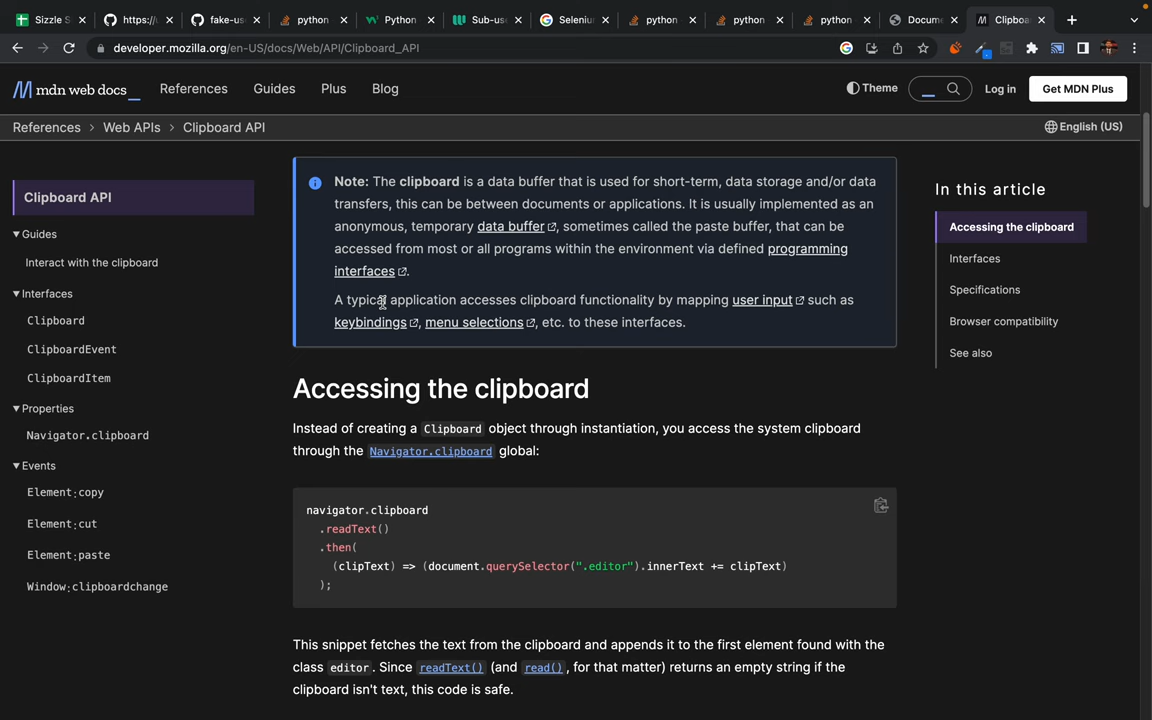 Sizzle S
https://u
fake-us
python
Python
Sub-use
Seleniu
python
python
python
Docume
Clipboa
developer.mozilla.org/en-US/docs/Web/API/Clipboard_API
mdn web docs_
References
Guides
Plus
Blog
Theme
Log in
Get MDN Plus
References > Web APIs > Clipboard API
English (US)
Clipboard API
Guides
Interact with the clipboard
Interfaces
Clipboard
ClipboardEvent
ClipboardItem
Properties
Navigator.clipboard
Events
Element: copy
Element: cut
Element: paste
Window: clipboardchange
Note: The clipboard is a data buffer that is used for short-term, data storage and/or data
transfers, this can be between documents or applications. It is usually implemented as an
anonymous, temporary data buffer, sometimes called the paste buffer, that can be
accessed from most or all programs within the environment via defined programming
interfaces.
A typical application accesses clipboard functionality by mapping user input such as
keybindings, menu selections, etc. to these interfaces.
Accessing the clipboard
Instead of creating a Clipboard object through instantiation, you access the system clipboard
through the Navigator.clipboard global:
navigator.clipboard
.readText()
.then(
(clipText) => (document.querySelector(".editor").innerText += clipText)
);
This snippet fetches the text from the clipboard and appends it to the first element found with the
class editor. Since readText() (and read(), for that matter) returns an empty string if the
clipboard isn't text, this code is safe.
In this article
Accessing the clipboard
Interfaces
Specifications
Browser compatibility
See also